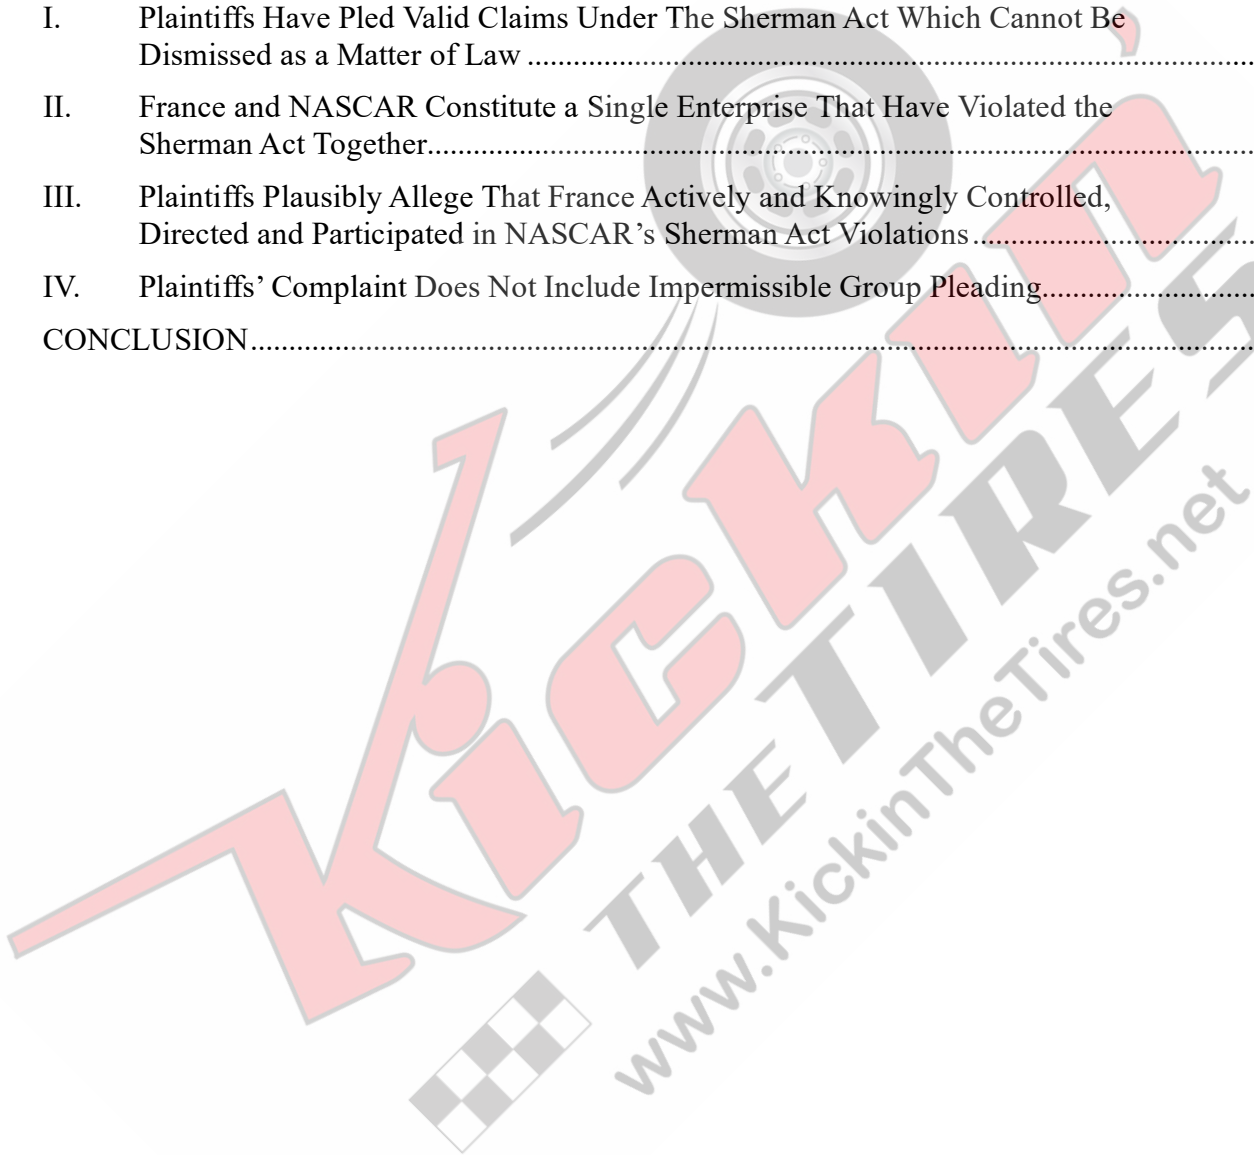 I. Plaintiffs Have Pled Valid Claims Under The Sherman Act Which Cannot Be
Dismissed as a Matter of Law ................................................................................
II. France and NASCAR Constitute a Single Enterprise That Have Violated the
Sherman Act Together................................................................................
III. Plaintiffs Plausibly Allege That France Actively and Knowingly Controlled,
Directed and Participated in NASCAR’s Sherman Act Violations ................................
IV. Plaintiffs’ Complaint Does Not Include Impermissible Group Pleading........................
CONCLUSION................................................................................
Kickin'
THE TIRES
www.KickinTheTires.net